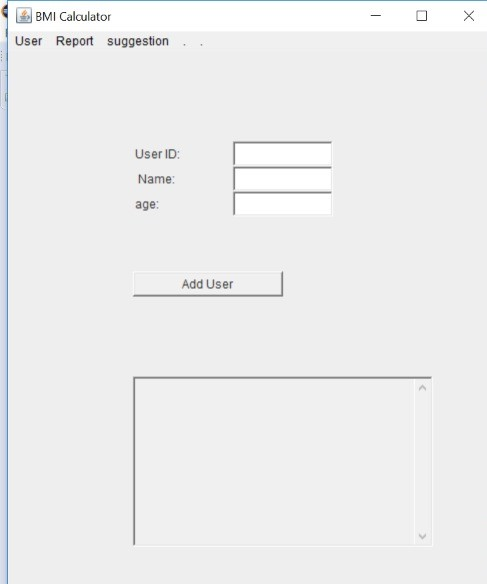 BMI Calculator
User Report suggestion . .
User ID:
Name:
age:
Add User